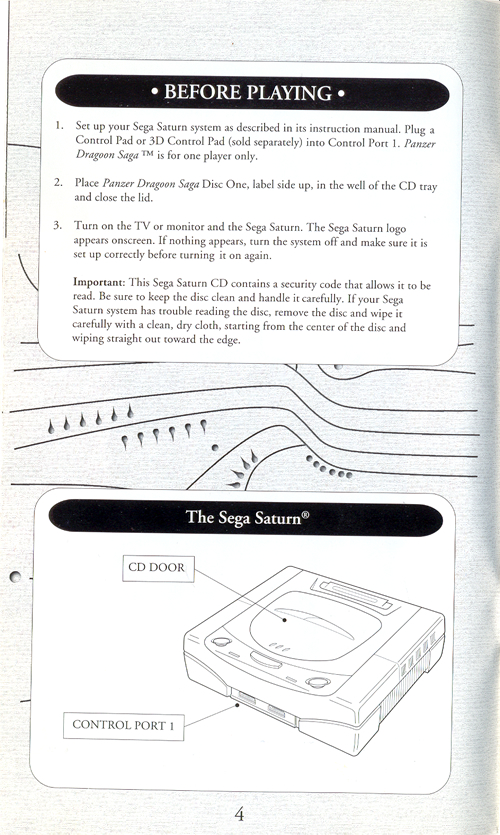 • BEFORE PLAYING •
1. Set up your Sega Saturn system as described in its instruction manual. Plug a
Control Pad or 3D Control Pad (sold separately) into Control Port 1. Panzer
Dragoon Saga ™ is for one player only.
2. Place Panzer Dragoon Saga Disc One, label side up, in the well of the CD tray
and close the lid.
3. Turn on the TV or monitor and the Sega Saturn. The Sega Saturn logo
appears onscreen. If nothing appears, turn the system off and make sure it is
set up correctly before turning it on again.
Important: This Sega Saturn CD contains a security code that allows it to be
read. Be sure to keep the disc clean and handle it carefully. If your Sega
Saturn system has trouble reading the disc, remove the disc and wipe it
carefully with a clean, dry cloth, starting from the center of the disc and
wiping straight out toward the edge.
The Sega Saturn®
CD DOOR
CONTROL PORT 1
4